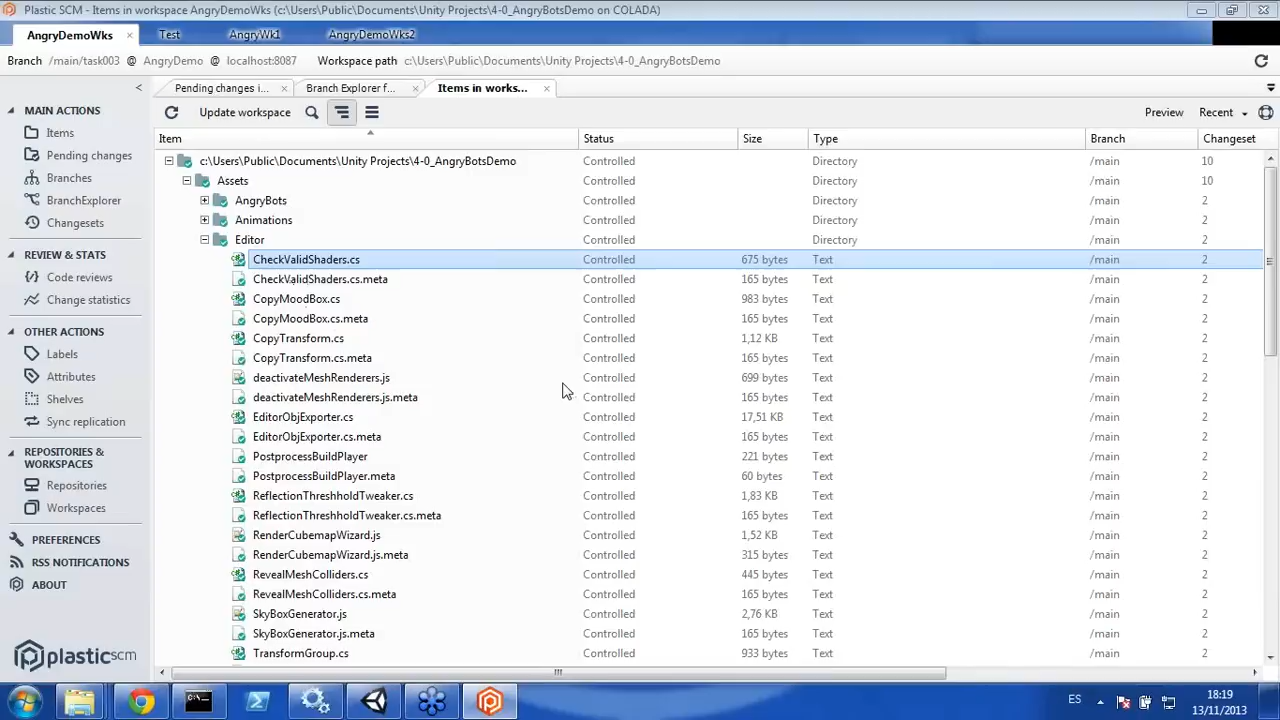 Plastic SCM - Items in workspace AngryDemoWks (c:\Users\Public\Documents\Unity Projects\4-0_AngryBotsDemo on COLADA)
AngryDemoWks × Test AngryWk1 AngryDemoWks2
Branch /main/task003 @ AngryDemo @ localhost:8087 Workspace path c:\Users\Public\Documents\Unity Projects\4-0_AngryBotsDemo
Pending changes i... × Branch Explorer f... × Items in works... ×
Update workspace Preview Recent
MAIN ACTIONS
Items
Pending changes
Branches
BranchExplorer
Changesets
REVIEW & STATS
Code reviews
Change statistics
OTHER ACTIONS
Labels
Attributes
Shelves
Sync replication
REPOSITORIES & WORKSPACES
Repositories
Workspaces
PREFERENCES
RSS NOTIFICATIONS
ABOUT
plasticscm
Item Status Size Type Branch Changeset
c:\Users\Public\Documents\Unity Projects\4-0_AngryBotsDemo Controlled Directory /main 10
Assets Controlled Directory /main 10
AngryBots Controlled Directory /main 2
Animations Controlled Directory /main 2
Editor Controlled Directory /main 2
CheckValidShaders.cs Controlled 675 bytes Text /main 2
CheckValidShaders.cs.meta Controlled 165 bytes Text /main 2
CopyMoodBox.cs Controlled 983 bytes Text /main 2
CopyMoodBox.cs.meta Controlled 165 bytes Text /main 2
CopyTransform.cs Controlled 1,12 KB Text /main 2
CopyTransform.cs.meta Controlled 165 bytes Text /main 2
deactivateMeshRenderers.js Controlled 699 bytes Text /main 2
deactivateMeshRenderers.js.meta Controlled 165 bytes Text /main 2
EditorObjExporter.cs Controlled 17,51 KB Text /main 2
EditorObjExporter.cs.meta Controlled 165 bytes Text /main 2
PostprocessBuildPlayer Controlled 221 bytes Text /main 2
PostprocessBuildPlayer.meta Controlled 60 bytes Text /main 2
ReflectionThreshholdTweaker.cs Controlled 1,83 KB Text /main 2
ReflectionThreshholdTweaker.cs.meta Controlled 165 bytes Text /main 2
RenderCubemapWizard.js Controlled 1,52 KB Text /main 2
RenderCubemapWizard.js.meta Controlled 315 bytes Text /main 2
RevealMeshColliders.cs Controlled 445 bytes Text /main 2
RevealMeshColliders.cs.meta Controlled 165 bytes Text /main 2
SkyBoxGenerator.js Controlled 2,76 KB Text /main 2
SkyBoxGenerator.js.meta Controlled 165 bytes Text /main 2
TransformGroup.cs Controlled 933 bytes Text /main 2
ES 18:19
13/11/2013